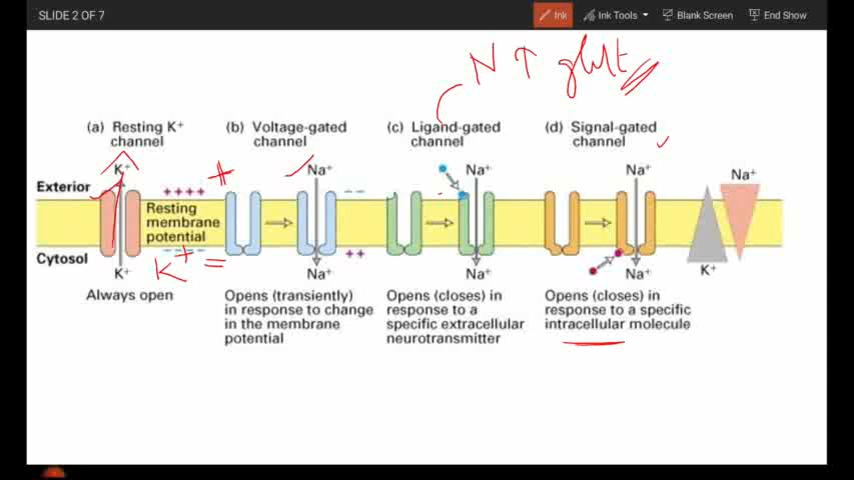 SLIDE 2 OF 7
Ink
Ink Tools
Blank Screen
End Show
N↑
(a) Resting K+
channel
(b) Voltage-gated
channel
(c) Ligand-gated
channel
(d) Signal-gated
channel
K+
Na+
Na+
Na+
Na+
Exterior
++++
+
– –
Resting
membrane
potential
Cytosol
– – – –
++
K+ =
K+
Na+
Na+
Na+
K+
Always open
Opens (transiently)
in response to change
in the membrane
potential
Opens (closes) in
response to a
specific extracellular
neurotransmitter
Opens (closes) in
response to a specific
intracellular molecule